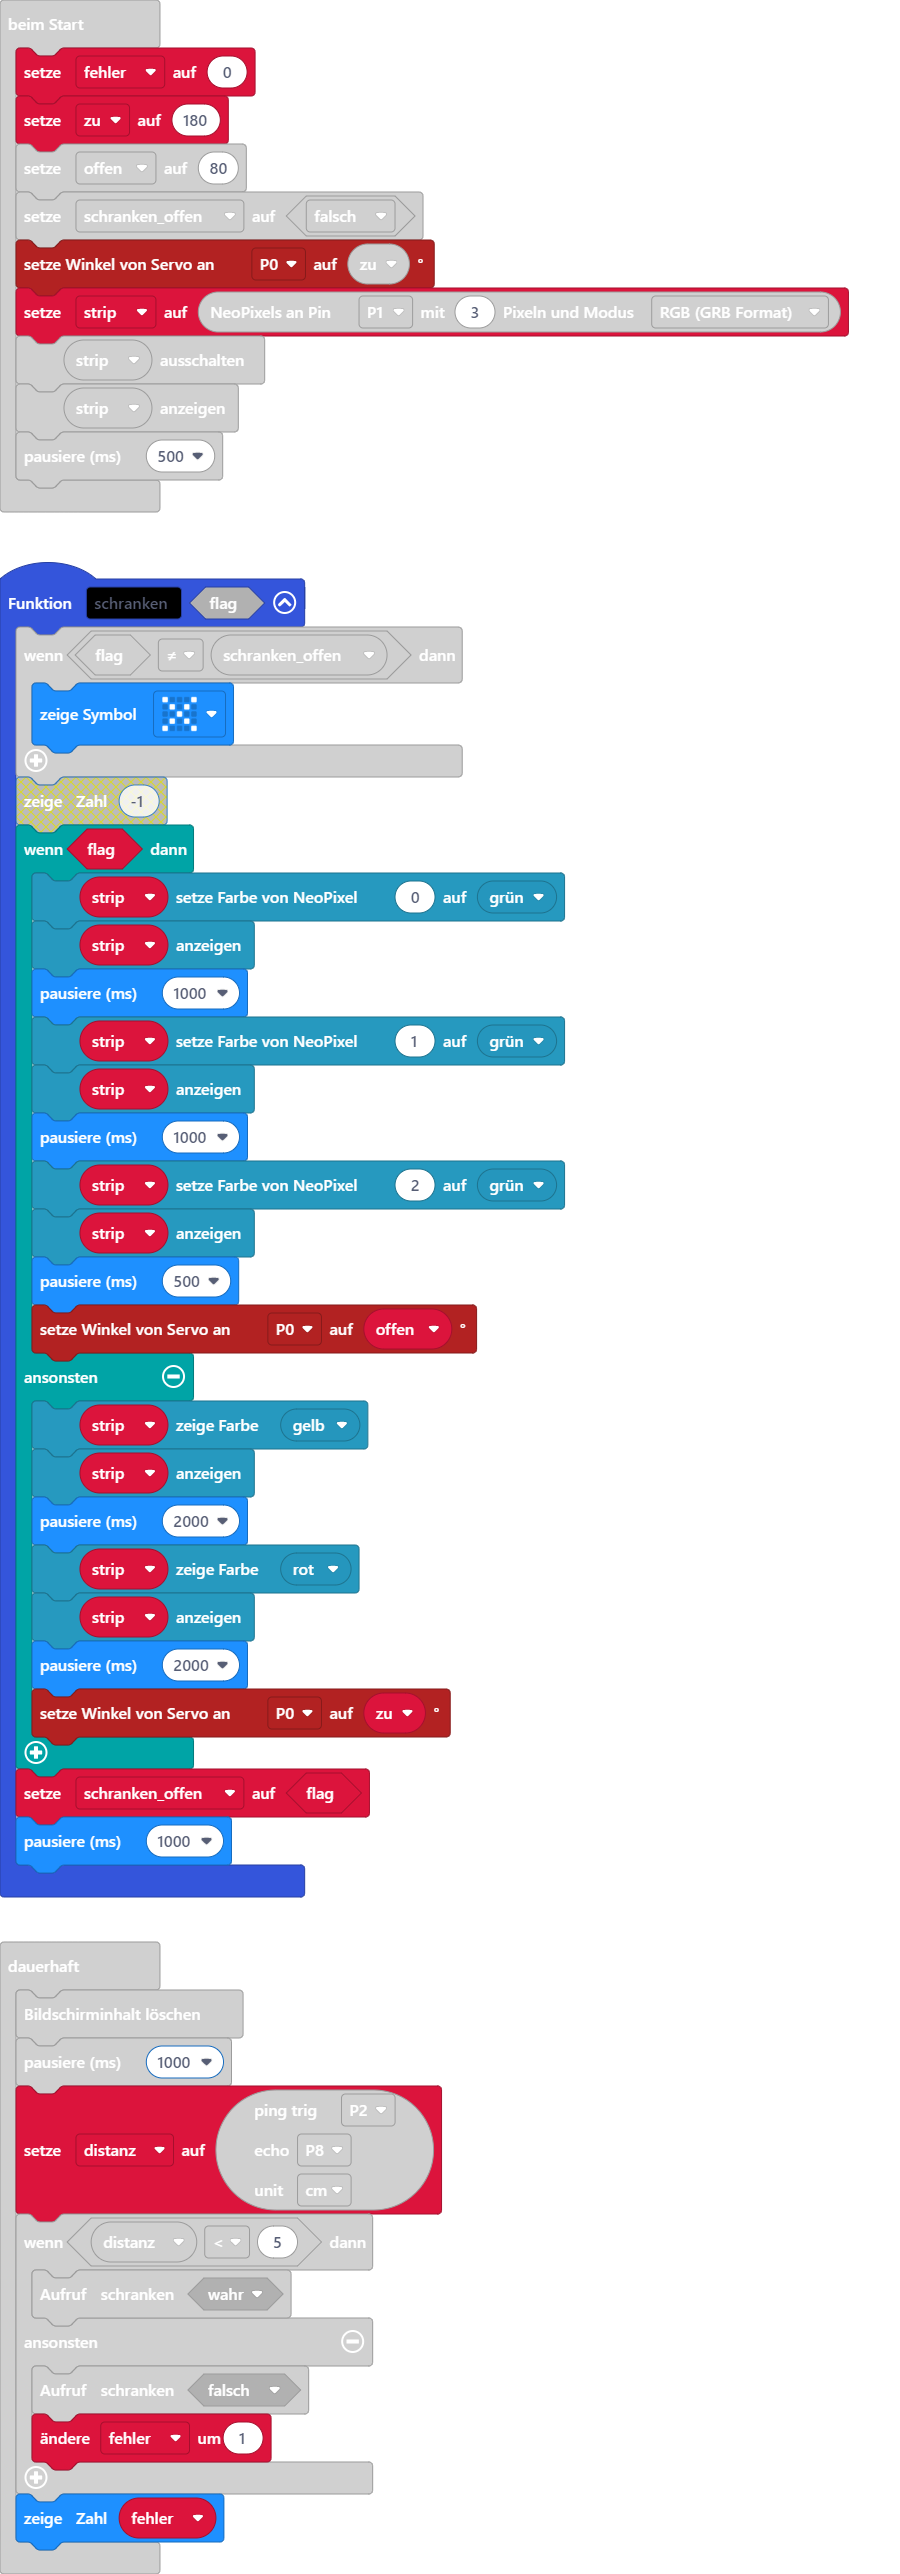 beim Start
setze fehler auf 0
setze zu auf 180
setze offen auf 80
setze schranken_offen auf falsch
setze Winkel von Servo an P0 auf zu °
setze strip auf NeoPixels an Pin P1 mit 3 Pixeln und Modus RGB (GRB Format)
strip ausschalten
strip anzeigen
pausiere (ms) 500
Funktion schranken flag
wenn flag ≠ schranken_offen dann
zeige Symbol
zeige Zahl -1
wenn flag dann
strip setze Farbe von NeoPixel 0 auf grün
strip anzeigen
pausiere (ms) 1000
strip setze Farbe von NeoPixel 1 auf grün
strip anzeigen
pausiere (ms) 1000
strip setze Farbe von NeoPixel 2 auf grün
strip anzeigen
pausiere (ms) 500
setze Winkel von Servo an P0 auf offen °
ansonsten
strip zeige Farbe gelb
strip anzeigen
pausiere (ms) 2000
strip zeige Farbe rot
strip anzeigen
pausiere (ms) 2000
setze Winkel von Servo an P0 auf zu °
setze schranken_offen auf flag
pausiere (ms) 1000
dauerhaft
Bildschirminhalt löschen
pausiere (ms) 1000
ping trig P2
setze distanz auf echo P8
unit cm
wenn distanz < 5 dann
Aufruf schranken wahr
ansonsten
Aufruf schranken falsch
ändere fehler um 1
zeige Zahl fehler